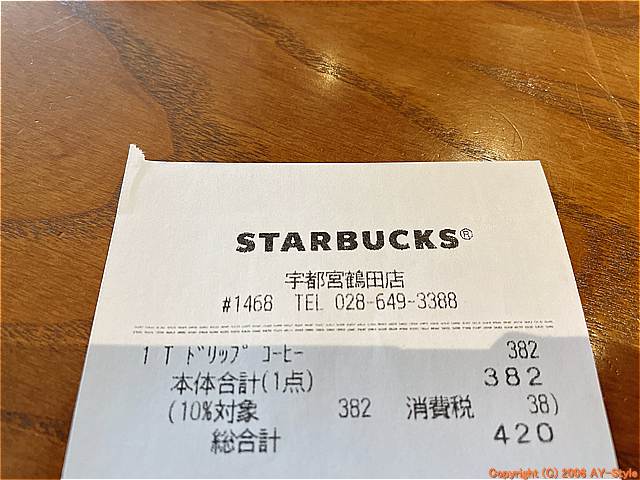 STARBUCKS®
宇都宮鶴田店
#1468 TEL 028-649-3388
1 T ﾄﾞﾘｯﾌﾟ ｺｰﾋｰ 382
本体合計(1点) 382
(10%対象 382 消費税 38)
総合計 420
Copyright (C) 2006 AY-Style